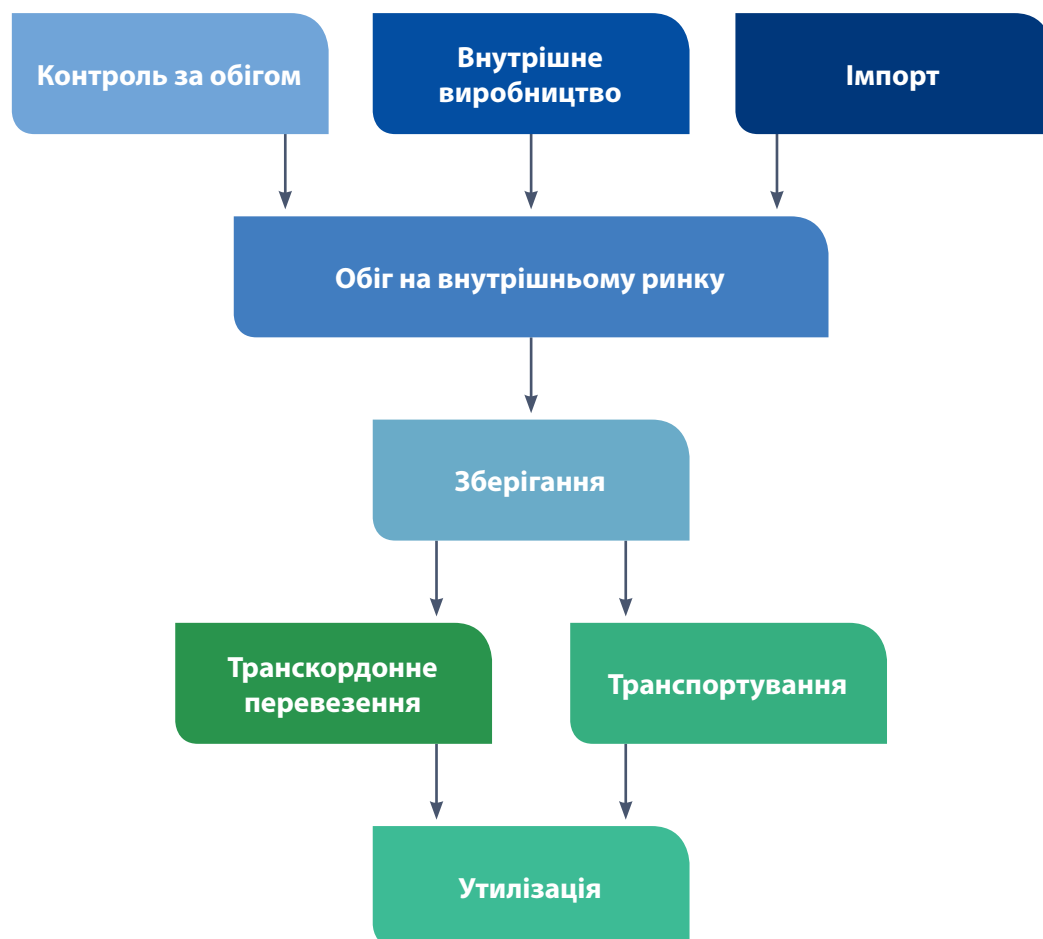 Контроль за обігом
Внутрішне
виробництво
Імпорт
Обіг на внутрішньому ринку
Зберігання
Транскордонне
перевезення
Транспортування
Утилізація